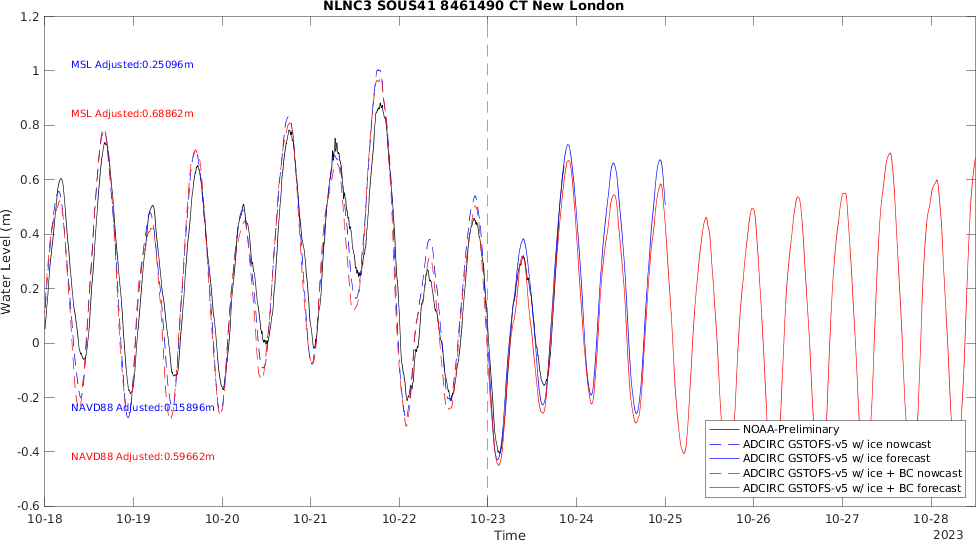 NLNC3 SOUS41 8461490 CT New London
1.2
1
0.8
0.6
0.4
0.2
0
-0.2
-0.4
-0.6
Water Level (m)
MSL Adjusted:0.25096m
MSL Adjusted:0.68862m
NAVD88 Adjusted:0.15896m
NAVD88 Adjusted:0.59662m
NOAA-Preliminary
ADCIRC GSTOFS-v5 w/ ice nowcast
ADCIRC GSTOFS-v5 w/ ice forecast
ADCIRC GSTOFS-v5 w/ ice + BC nowcast
ADCIRC GSTOFS-v5 w/ ice + BC forecast
10-18 10-19 10-20 10-21 10-22 10-23 10-24 10-25 10-26 10-27 10-28
Time
2023